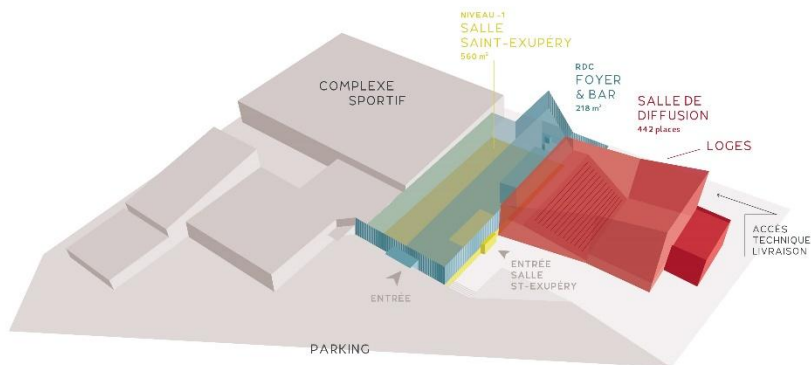 NIVEAU -1
SALLE
SAINT-EXUPÉRY
560 m²
RDC
FOYER
& BAR
218 m²
COMPLEXE
SPORTIF
SALLE DE
DIFFUSION
442 places
LOGES
ACCÈS
TECHNIQUE
LIVRAISON
ENTRÉE
SALLE
ST-EXUPÉRY
ENTRÉE
PARKING